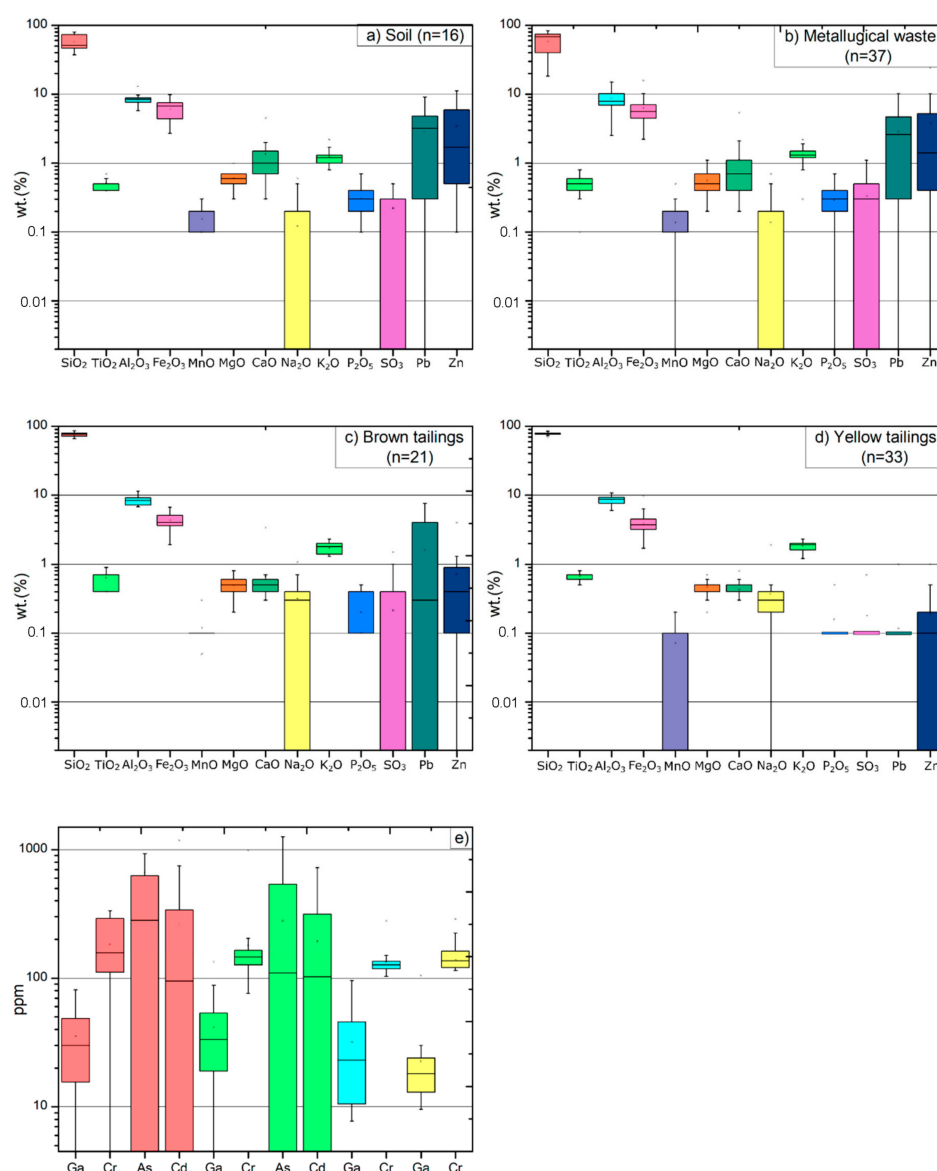 a) Soil (n=16)
100
10
1
0.1
0.01
wt.(%)
SiO₂ TiO₂ Al₂O₃ Fe₂O₃ MnO MgO CaO Na₂O K₂O P₂O₅ SO₃ Pb Zn
b) Metallugical waste
(n=37)
100
10
1
0.1
0.01
wt.(%)
SiO₂ TiO₂ Al₂O₃ Fe₂O₃ MnO MgO CaO Na₂O K₂O P₂O₅ SO₃ Pb Zn
c) Brown tailings
(n=21)
100
10
1
0.1
0.01
wt.(%)
SiO₂ TiO₂ Al₂O₃ Fe₂O₃ MnO MgO CaO Na₂O K₂O P₂O₅ SO₃ Pb Zn
d) Yellow tailings
(n=33)
100
10
1
0.1
0.01
wt.(%)
SiO₂ TiO₂ Al₂O₃ Fe₂O₃ MnO MgO CaO Na₂O K₂O P₂O₅ SO₃ Pb Zn
e)
1000
100
10
ppm
Ga Cr As Cd Ga Cr As Cd Ga Cr Ga Cr